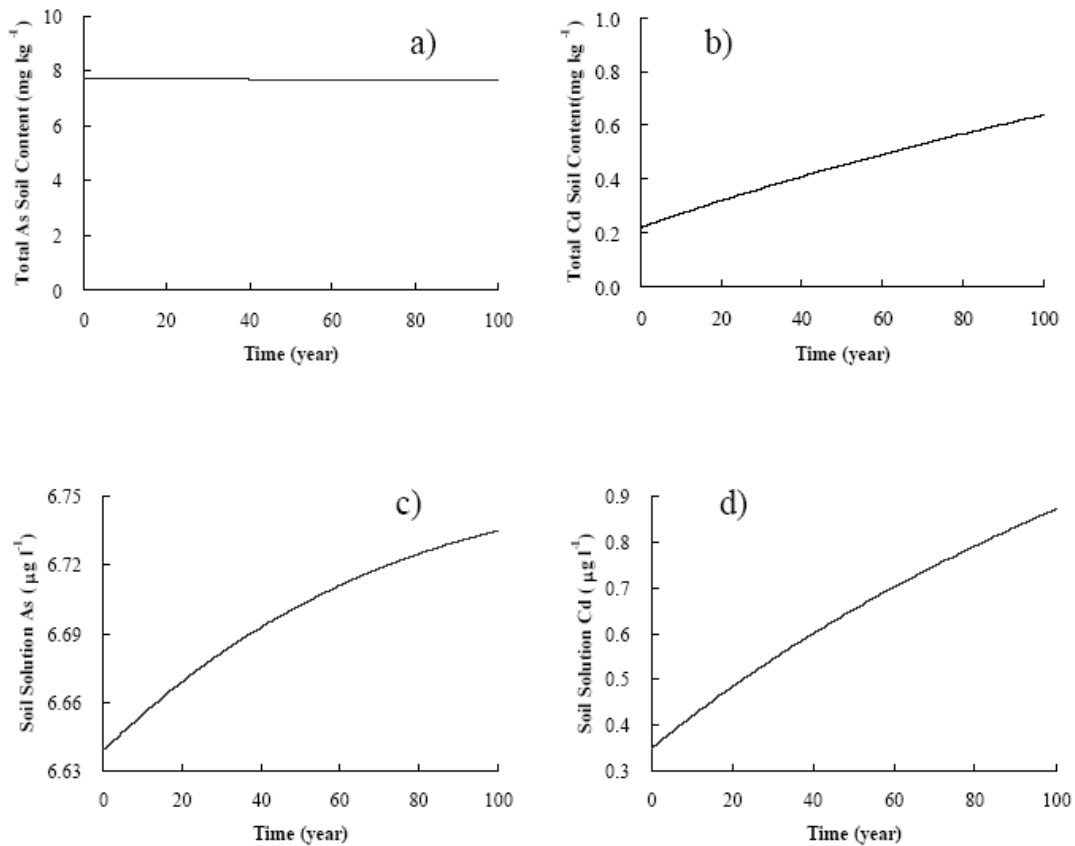 a)
Total As Soil Content (mg kg -1)
10
8
6
4
2
0
0 20 40 60 80 100
Time (year)
b)
Total Cd Soil Content(mg kg -1)
1.0
0.8
0.6
0.4
0.2
0.0
0 20 40 60 80 100
Time (year)
c)
Soil Solution As ( µg l-1)
6.75
6.72
6.69
6.66
6.63
0 20 40 60 80 100
Time (year)
d)
Soil Solution Cd ( µg l-1)
0.9
0.8
0.7
0.6
0.5
0.4
0.3
0 20 40 60 80 100
Time (year)